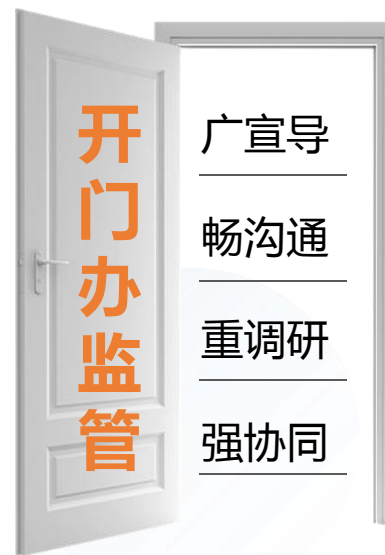 开门办监管
广宣导
畅沟通
重调研
强协同